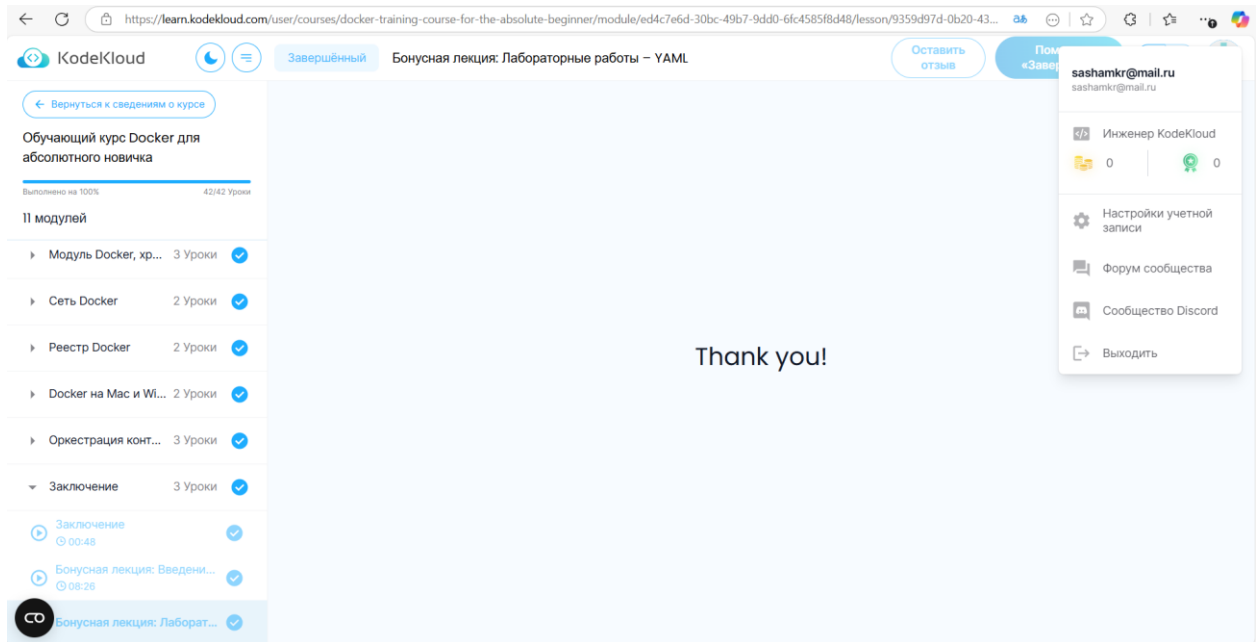 https://learn.kodekloud.com/user/courses/docker-training-course-for-the-absolute-beginner/module/ed4c7e6d-30bc-49b7-9dd0-6fc4585f8d48/lesson/9359d97d-0b20-43...
KodeKloud
Завершённый
Бонусная лекция: Лабораторные работы – YAML
Оставить
отзыв
← Вернуться к сведениям о курсе
Обучающий курс Docker для
абсолютного новичка
Выполнено на 100%
42/42 Уроки
11 модулей
Модуль Docker, хр... 3 Уроки
Сеть Docker 2 Уроки
Реестр Docker 2 Уроки
Docker на Mac и Wi... 2 Уроки
Оркестрация конт... 3 Уроки
Заключение 3 Уроки
Заключение
00:48
Бонусная лекция: Введени...
08:26
Бонусная лекция: Лаборат...
Thank you!
sashamkr@mail.ru
sashamkr@mail.ru
Инженер KodeKloud
0 0
Настройки учетной
записи
Форум сообщества
Сообщество Discord
Выходить